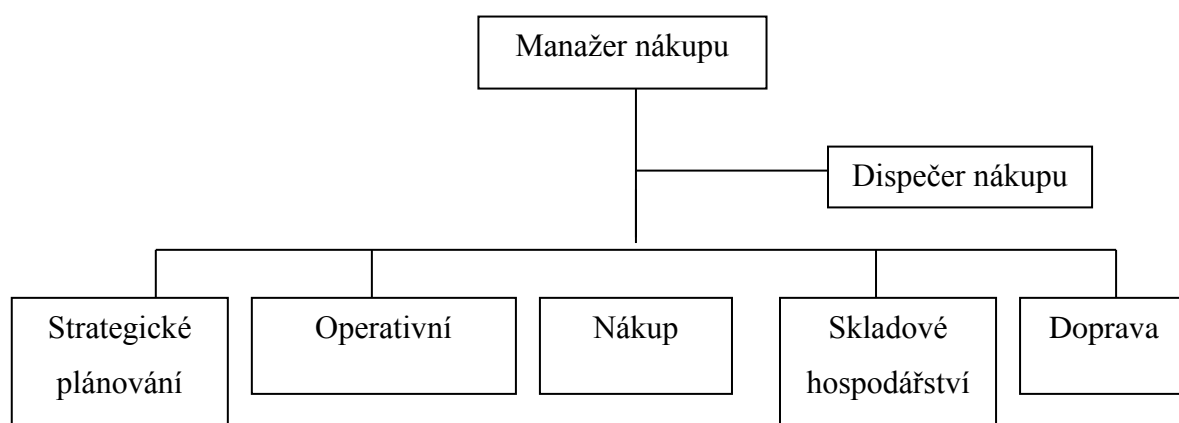 Manažer nákupu
Dispečer nákupu
Strategické
plánování
Operativní
Nákup
Skladové
hospodářství
Doprava